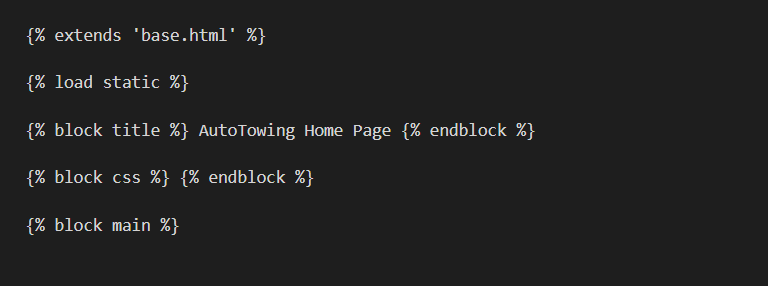 {% extends 'base.html' %}
{% load static %}
{% block title %} AutoTowing Home Page {% endblock %}
{% block css %} {% endblock %}
{% block main %}